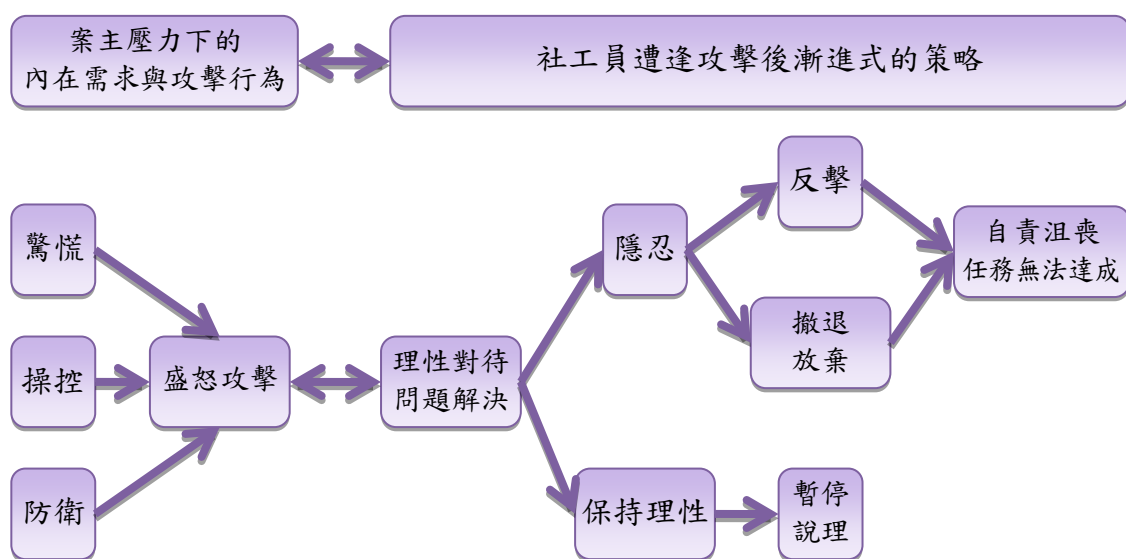 案主壓力下的
內在需求與攻擊行為
社工員遭逢攻擊後漸進式的策略
驚慌
操控
防衛
盛怒攻擊
理性對待
問題解決
隱忍
反擊
撤退
放棄
自責沮喪
任務無法達成
保持理性
暫停
說理